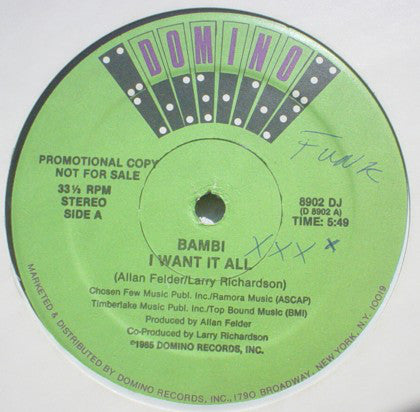 DOMINO
Funk
PROMOTIONAL COPY
NOT FOR SALE
33⅓ RPM
STEREO
SIDE A
8902 DJ
(D 8902 A)
TIME: 5:49
BAMBI
I WANT IT ALL
XXX x
(Allan Felder/Larry Richardson)
Chosen Few Music Publ. Inc./Ramora Music (ASCAP)
Timberlake Music Publ. Inc./Top Bound Music (BMI)
Produced by Allan Felder
Co-Produced by Larry Richardson
©1985 DOMINO RECORDS, INC.
MARKETED & DISTRIBUTED BY DOMINO RECORDS, INC. 1790 BROADWAY, NEW YORK, N.Y. 10019